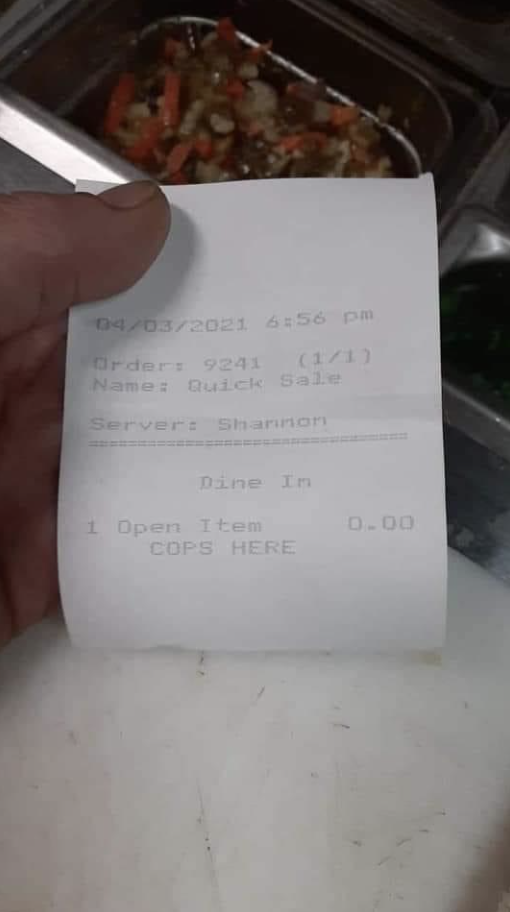 04/03/2021 6:56 pm
Order: 9241 (1/1)
Name: Quick Sale
Server: Shannon
================================
Dine In
1 Open Item 0.00
COPS HERE